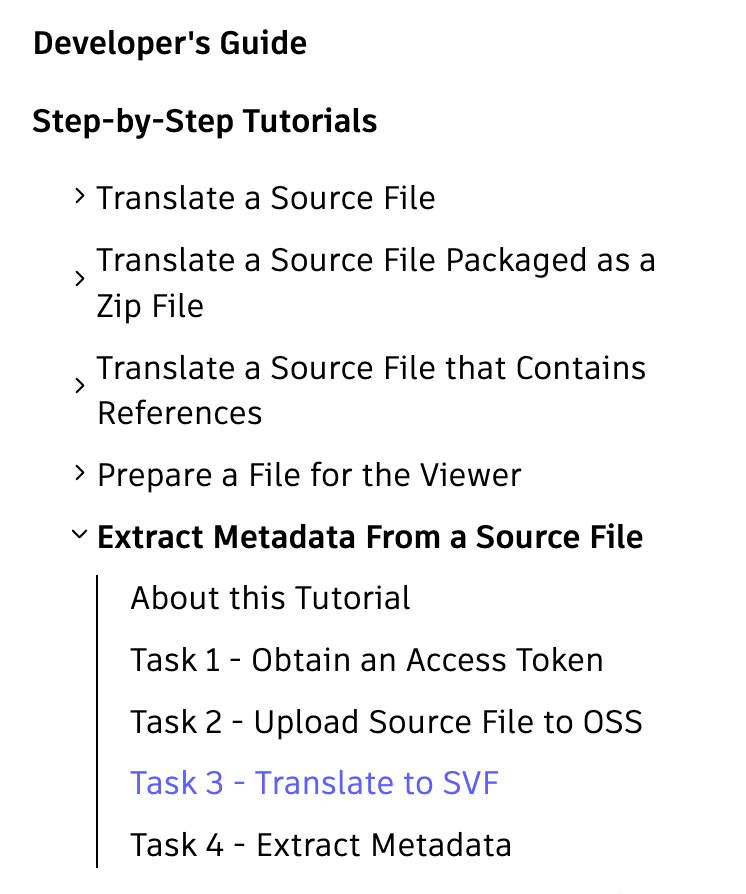 Developer's Guide
Step-by-Step Tutorials
Translate a Source File
Translate a Source File Packaged as a
Zip File
Translate a Source File that Contains
References
Prepare a File for the Viewer
Extract Metadata From a Source File
About this Tutorial
Task 1 - Obtain an Access Token
Task 2 - Upload Source File to OSS
Task 3 - Translate to SVF
Task 4 - Extract Metadata